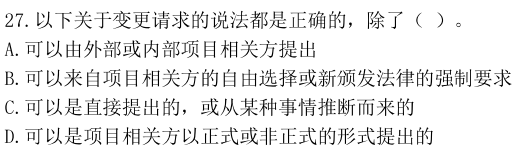 27.以下关于变更请求的说法都是正确的，除了（ ）。
A.可以由外部或内部项目相关方提出
B.可以来自项目相关方的自由选择或新颁发法律的强制要求
C.可以是直接提出的，或从某种事情推断而来的
D.可以是项目相关方以正式或非正式的形式提出的